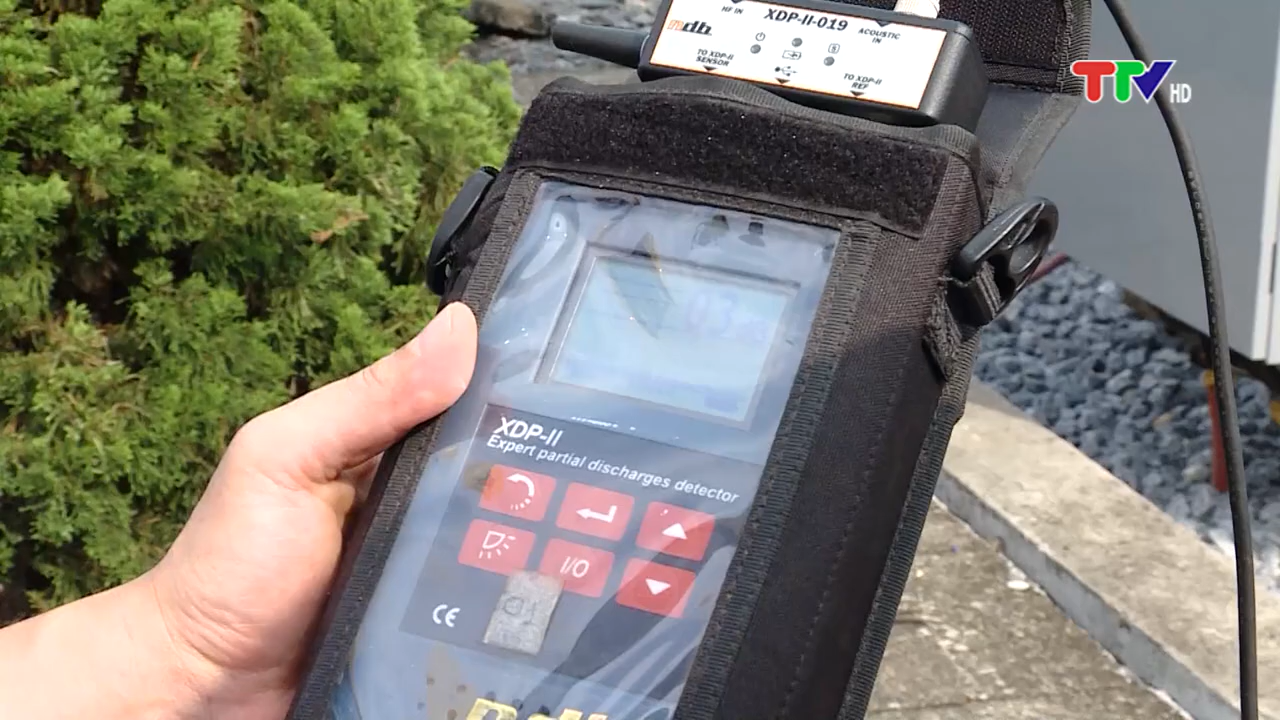 HF IN
XDP-II-019
ACOUSTIC IN
ndb
TO XDP-II SENSOR
TO XDP-II REF
TTV HD
XDP-II
Expert partial discharges detector
I/O
CE